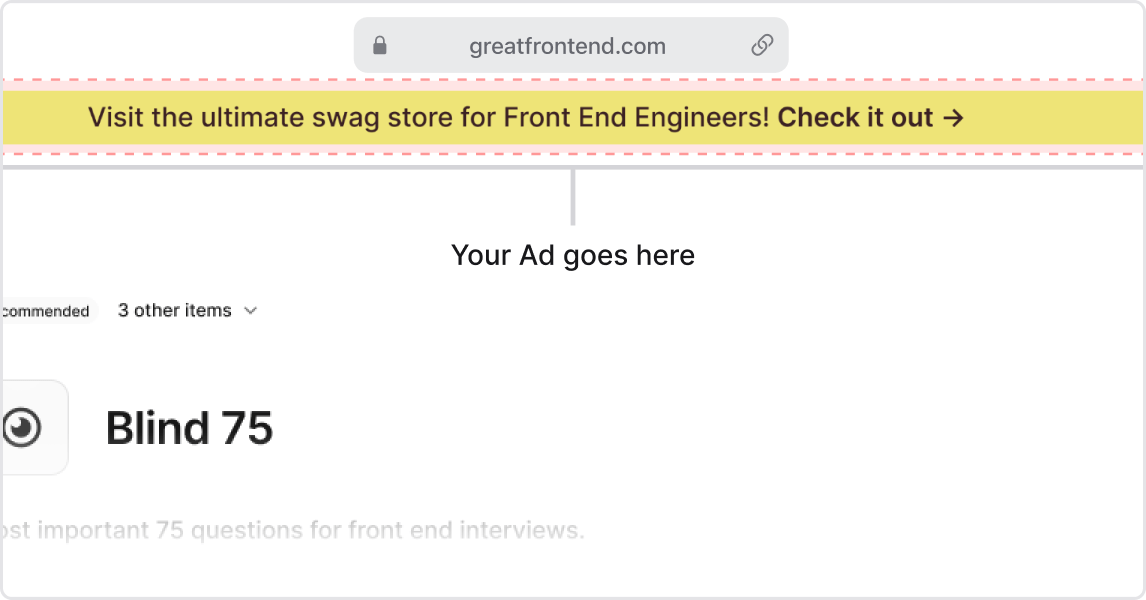 greatfrontend.com
Visit the ultimate swag store for Front End Engineers! Check it out →
Your Ad goes here
commended 3 other items
Blind 75
ost important 75 questions for front end interviews.